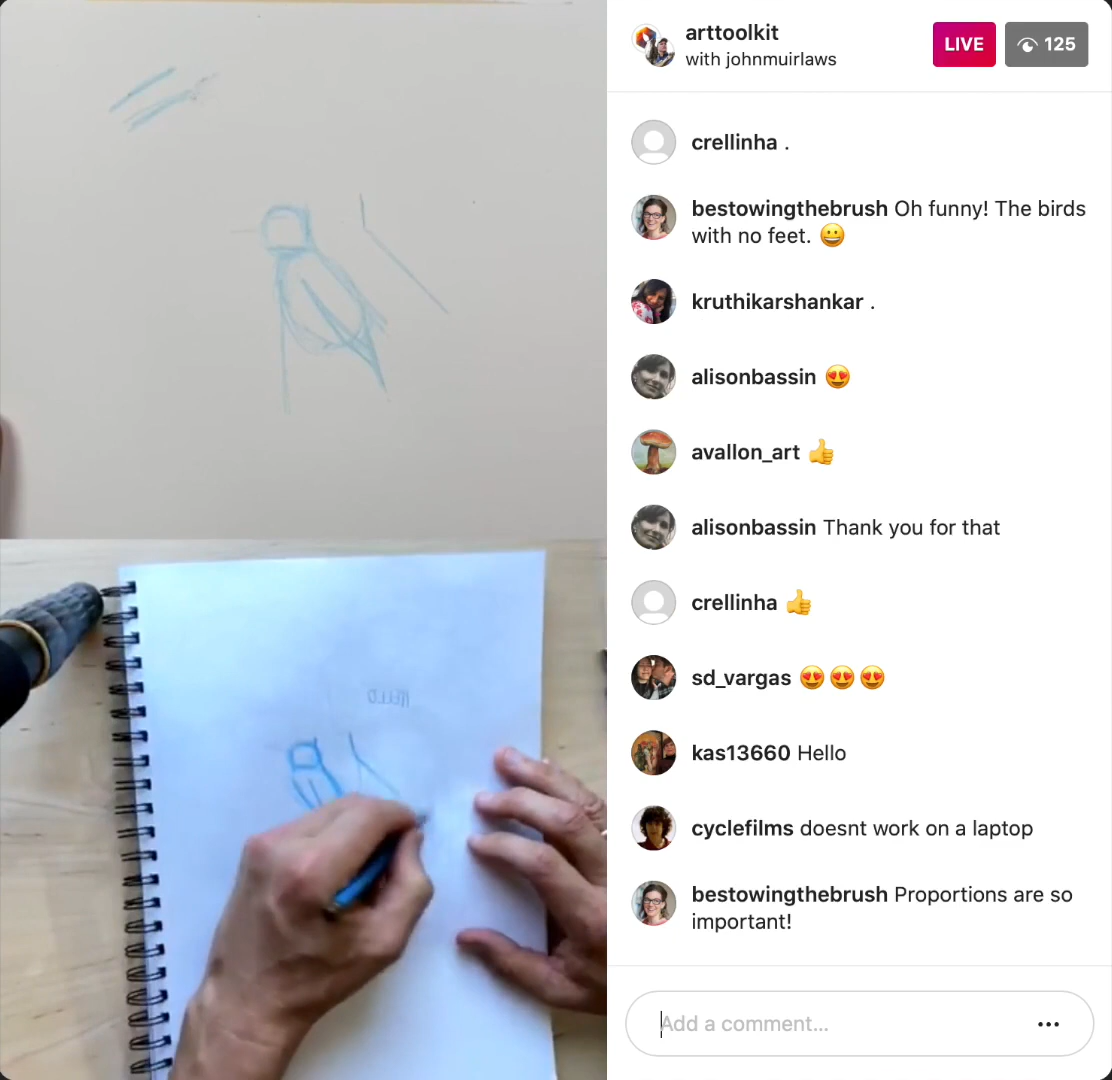 arttoolkit
with johnmuirlaws
LIVE
125
crellinha .
bestowingthebrush Oh funny! The birds
with no feet. 😀
kruthikarshankar .
alisonbassin 😍
avallon_art 👍
alisonbassin Thank you for that
crellinha 👍
sd_vargas 😍😍😍
kas13660 Hello
cyclefilms doesnt work on a laptop
bestowingthebrush Proportions are so
important!
Add a comment...
HELLO